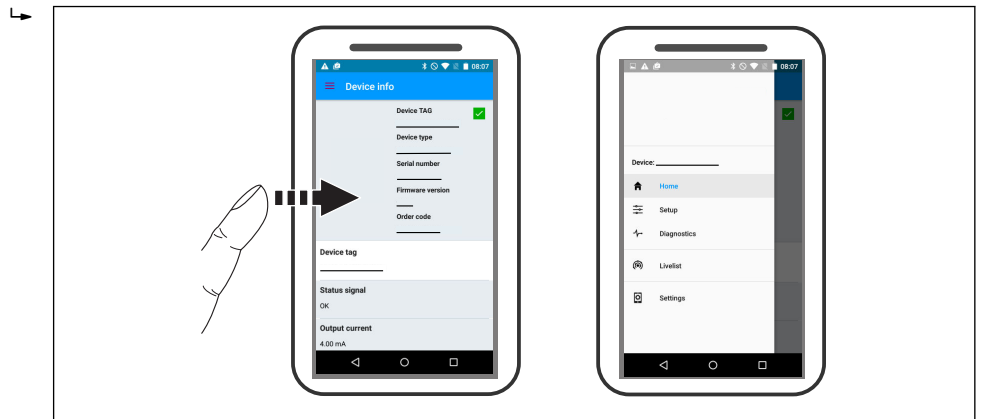 08:07
Device info
Device TAG
Device type
Serial number
Firmware version
Order code
Device tag
Status signal
OK
Output current
4.00 mA
08:07
Device:
Home
Setup
Diagnostics
Livelist
Settings